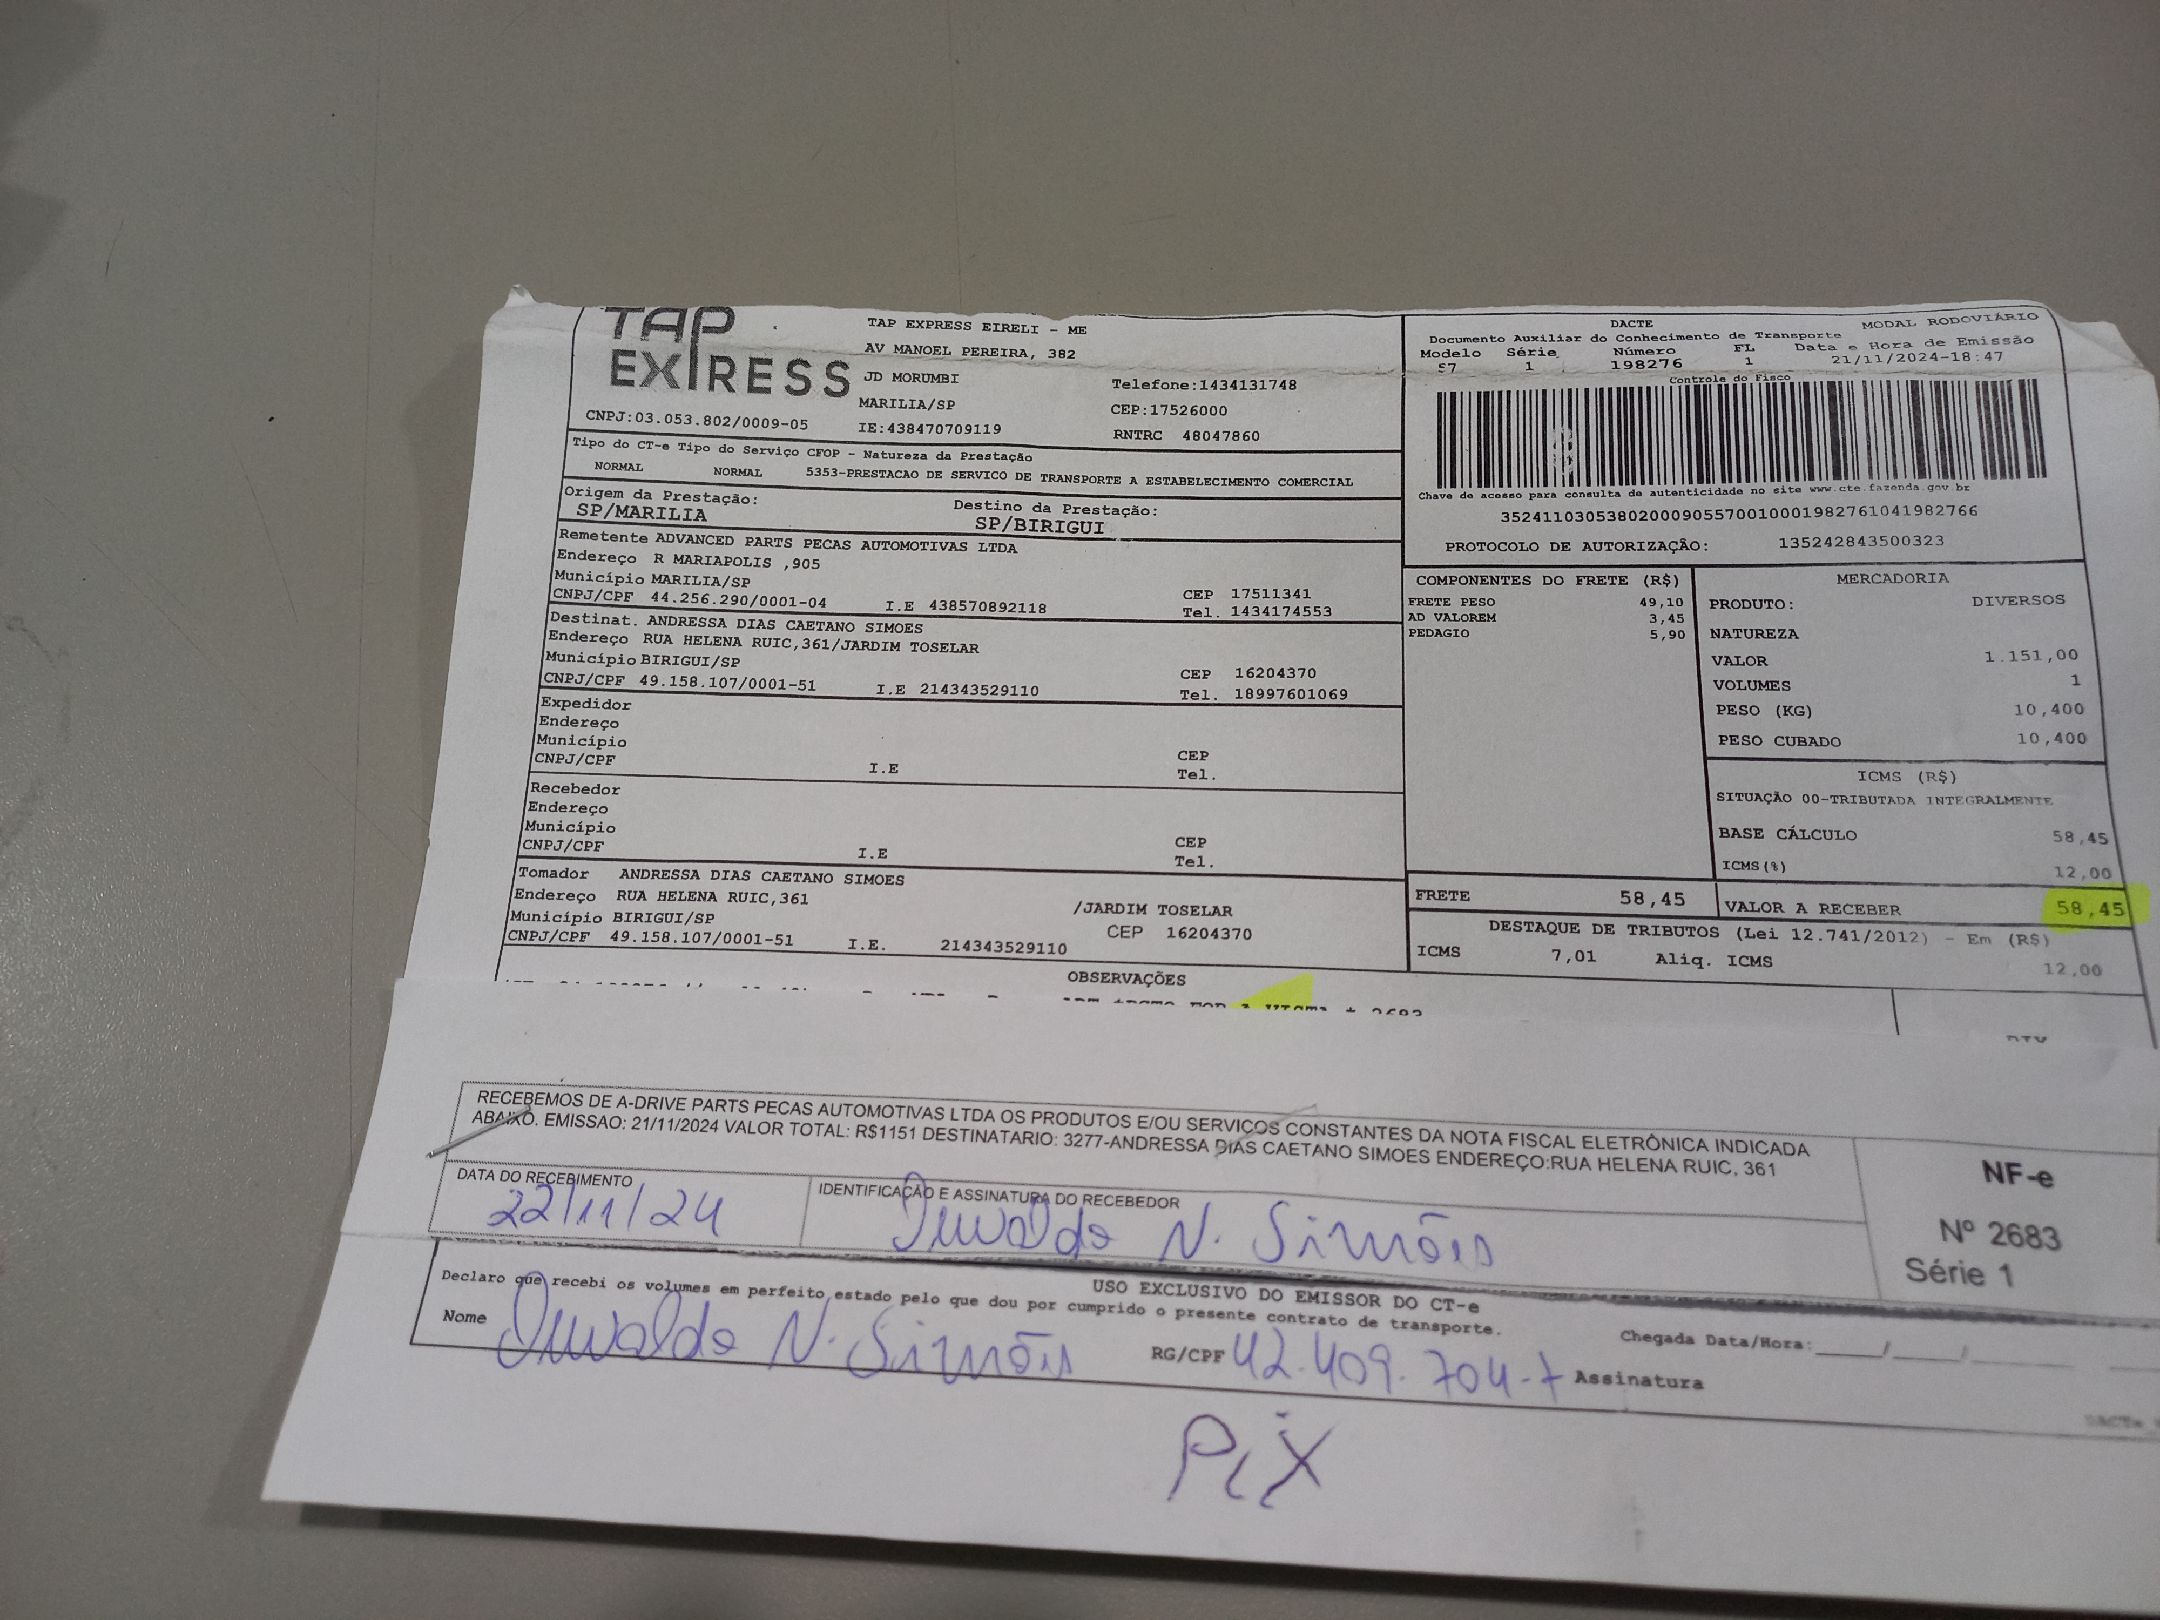 TAP EXPRESS
TAP EXPRESS EIRELI - ME
AV MANOEL PEREIRA, 382
JD MORUMBI
MARILIA/SP
IE:438470709119
Telefone:1434131748
CEP:17526000
RNTRC 48047860
CNPJ:03.053.802/0009-05
Tipo do CT-e Tipo do Serviço CFOP - Natureza da Prestação
NORMAL NORMAL 5353-PRESTACAO DE SERVICO DE TRANSPORTE A ESTABELECIMENTO COMERCIAL
Origem da Prestação: Destino da Prestação:
SP/MARILIA SP/BIRIGUI
Remetente ADVANCED PARTS PECAS AUTOMOTIVAS LTDA
Endereço R MARIAPOLIS ,905
Município MARILIA/SP CEP 17511341
CNPJ/CPF 44.256.290/0001-04 I.E 438570892118 Tel. 1434174553
Destinat. ANDRESSA DIAS CAETANO SIMOES
Endereço RUA HELENA RUIC,361/JARDIM TOSELAR
Município BIRIGUI/SP CEP 16204370
CNPJ/CPF 49.158.107/0001-51 I.E 214343529110 Tel. 18997601069
Expedidor
Endereço
Município CEP
CNPJ/CPF I.E Tel.
Recebedor
Endereço
Município CEP
CNPJ/CPF I.E Tel.
Tomador ANDRESSA DIAS CAETANO SIMOES
Endereço RUA HELENA RUIC,361 /JARDIM TOSELAR
Município BIRIGUI/SP CEP 16204370
CNPJ/CPF 49.158.107/0001-51 I.E. 214343529110
OBSERVAÇÕES
DACTE MODAL RODOVIÁRIO
Documento Auxiliar do Conhecimento de Transporte
Modelo Série Número FL Data e Hora de Emissão
57 1 198276 1 21/11/2024-18:47
Controle do Fisco
Chave de acesso para consulta de autenticidade no site www.cte.fazenda.gov.br
35241103053802000905570010001982761041982766
PROTOCOLO DE AUTORIZAÇÃO: 135242843500323
COMPONENTES DO FRETE (R$)
FRETE PESO 49,10
AD VALOREM 3,45
PEDAGIO 5,90
MERCADORIA
PRODUTO: DIVERSOS
NATUREZA
VALOR 1.151,00
VOLUMES 1
PESO (KG) 10,400
PESO CUBADO 10,400
ICMS (R$)
SITUAÇÃO 00-TRIBUTADA INTEGRALMENTE
BASE CÁLCULO 58,45
ICMS(%) 12,00
FRETE 58,45 VALOR A RECEBER 58,45
DESTAQUE DE TRIBUTOS (Lei 12.741/2012) - Em (R$)
ICMS 7,01 Aliq. ICMS 12,00
RECEBEMOS DE A-DRIVE PARTS PECAS AUTOMOTIVAS LTDA OS PRODUTOS E/OU SERVIÇOS CONSTANTES DA NOTA FISCAL ELETRÔNICA INDICADA
ABAIXO. EMISSAO: 21/11/2024 VALOR TOTAL: R$1151 DESTINATARIO: 3277-ANDRESSA DIAS CAETANO SIMOES ENDEREÇO:RUA HELENA RUIC, 361
DATA DO RECEBIMENTO IDENTIFICAÇÃO E ASSINATURA DO RECEBEDOR
22/11/24 N. Simões
NF-e
Nº 2683
Série 1
USO EXCLUSIVO DO EMISSOR DO CT-e
Declaro que recebi os volumes em perfeito estado pelo que dou por cumprido o presente contrato de transporte.
Nome N. Simões RG/CPF 42.409.704-7 Assinatura
Chegada Data/Hora:
Pix